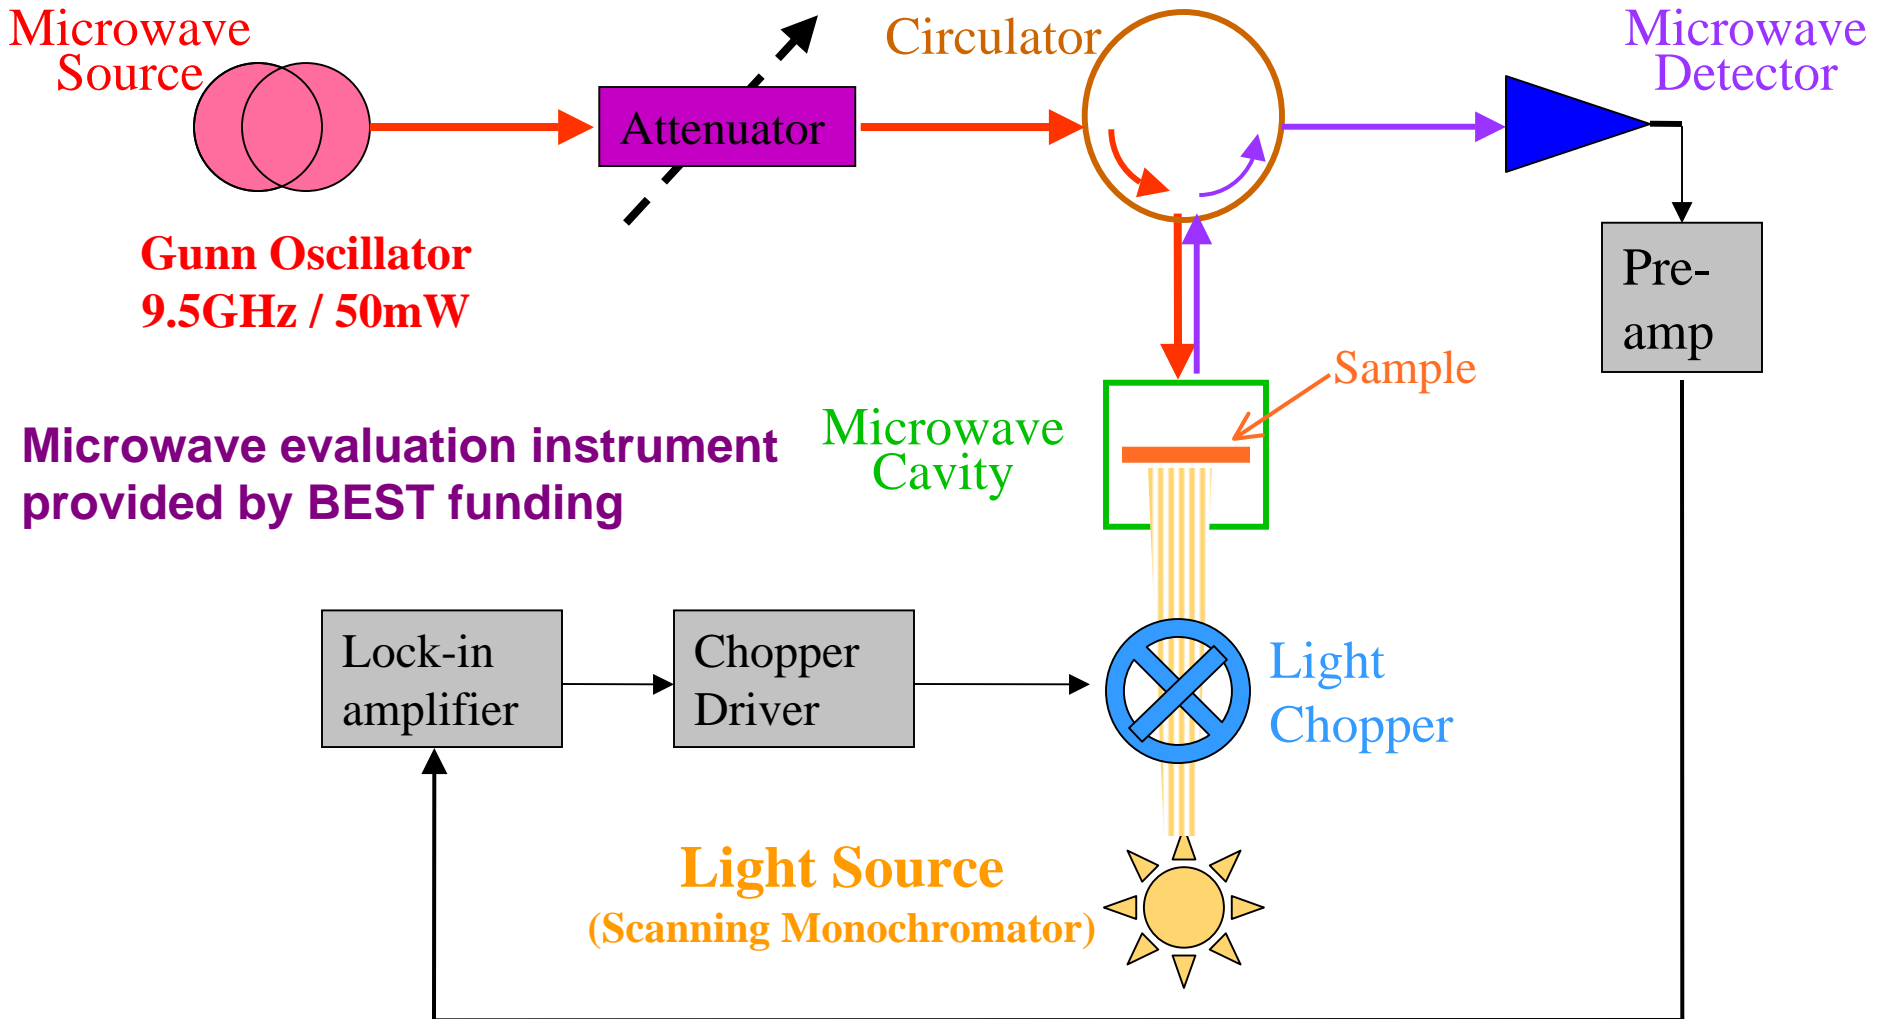 Microwave
Source
Attenuator
Circulator
Microwave
Detector
Gunn Oscillator
9.5GHz / 50mW
Pre-
amp
Sample
Microwave
Cavity
Microwave evaluation instrument
provided by BEST funding
Lock-in
amplifier
Chopper
Driver
Light
Chopper
Light Source
(Scanning Monochromator)